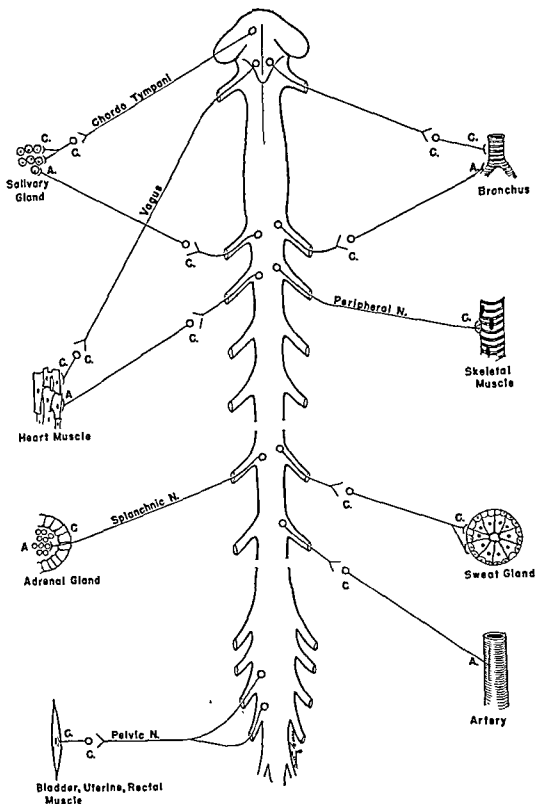 Chorda Tympani
C.
C.
A.
Salivary
Gland
C.
C.
C.
A.
Bronchus
Vagus
C.
C.
Peripheral N.
C.
Skeletal
Muscle
C.
C.
C.
A
Heart Muscle
Splanchnic N.
C
A
Adrenal Gland
C.
C.
Sweat Gland
C
A.
Artery
C.
C.
Pelvic N.
Bladder, Uterine, Rectal
Muscle